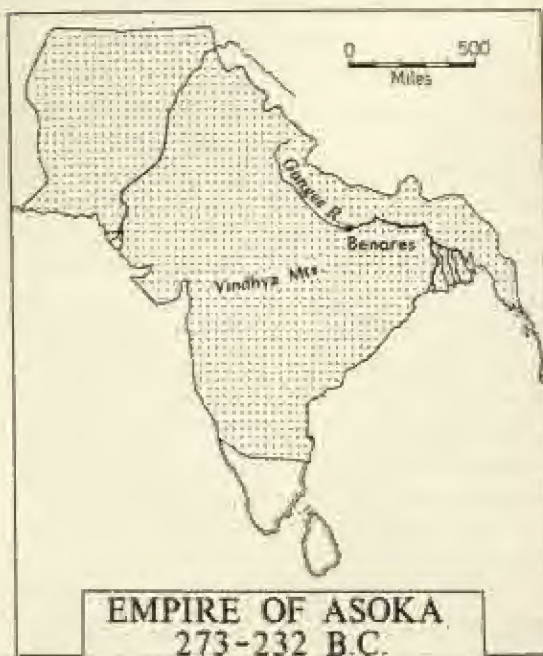 0 500
Miles
Ganges R.
Benares
Vindhya Mts.
EMPIRE OF ASOKA
273-232 B.C.